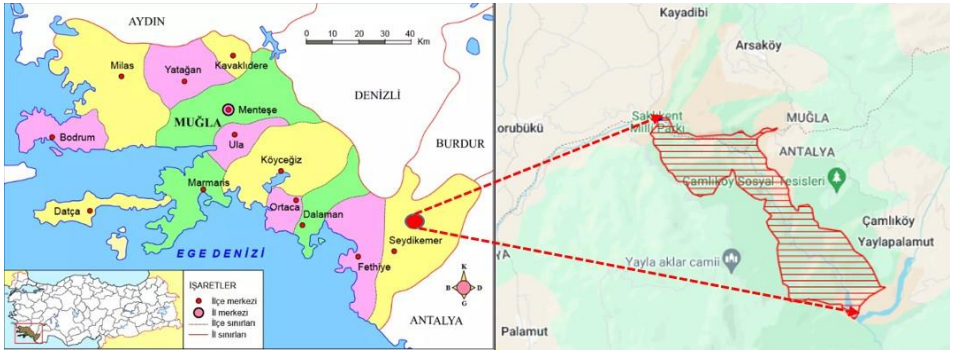 AYDIN
0 10 20 30 40
Km
Milas
Yatağan
Kavaklıdere
DENİZLİ
Menteşe
MUĞLA
Bodrum
Ula
BURDUR
Köyceğiz
Marmaris
Datça
Ortaca
Dalaman
EGE DENİZİ
Seydikemer
Fethiye
K
B D
G
ANTALYA
İŞARETLER
İlçe merkezi
İl merkezi
İlçe sınırları
İl sınırları
Kayadibi
Arsaköy
Saklıkent
Milli Parkı
MUĞLA
orubükü
ANTALYA
Çamlıköy Sosyal Tesisleri
Çamlıköy
Yaylapalamut
Yayla aklar camii
YA
Palamut